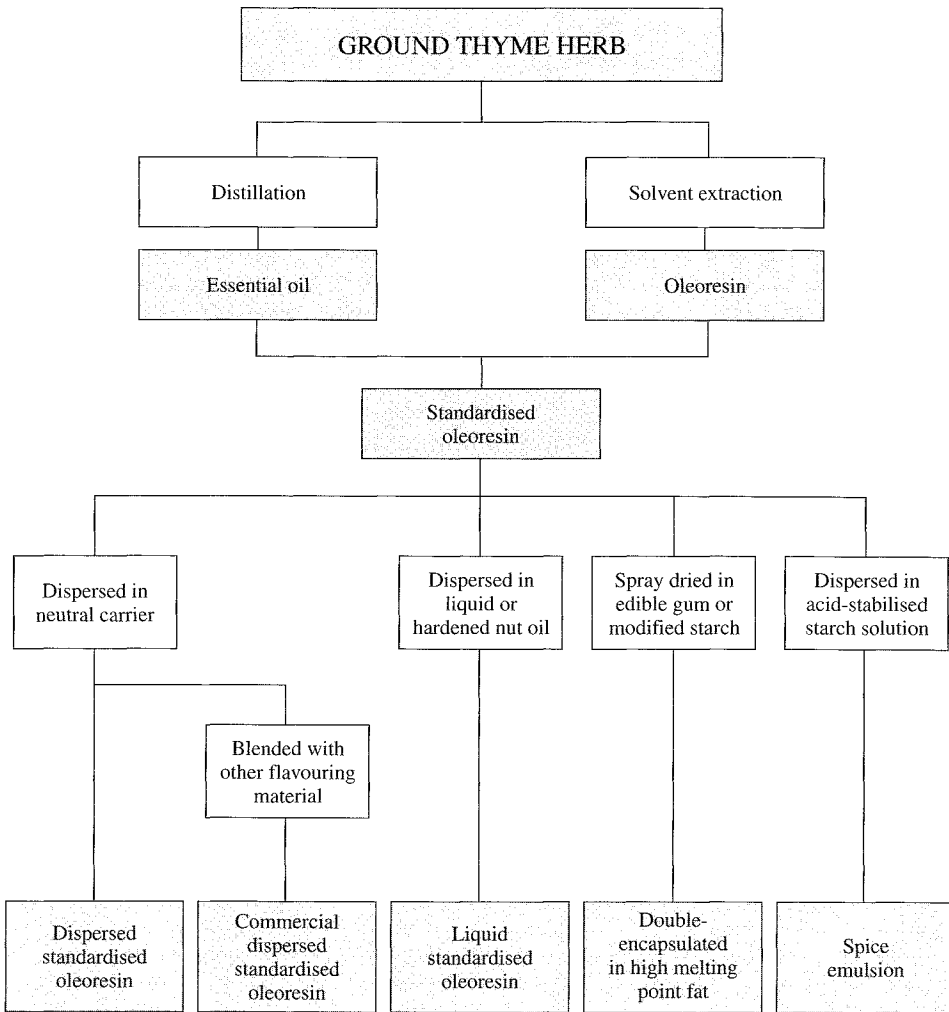 GROUND THYME HERB
Distillation
Solvent extraction
Essential oil
Oleoresin
Standardised
oleoresin
Dispersed in
neutral carrier
Dispersed in
liquid or
hardened nut oil
Spray dried in
edible gum or
modified starch
Dispersed in
acid-stabilised
starch solution
Blended with
other flavouring
material
Dispersed
standardised
oleoresin
Commercial
dispersed
standardised
oleoresin
Liquid
standardised
oleoresin
Double-
encapsulated
in high melting
point fat
Spice
emulsion